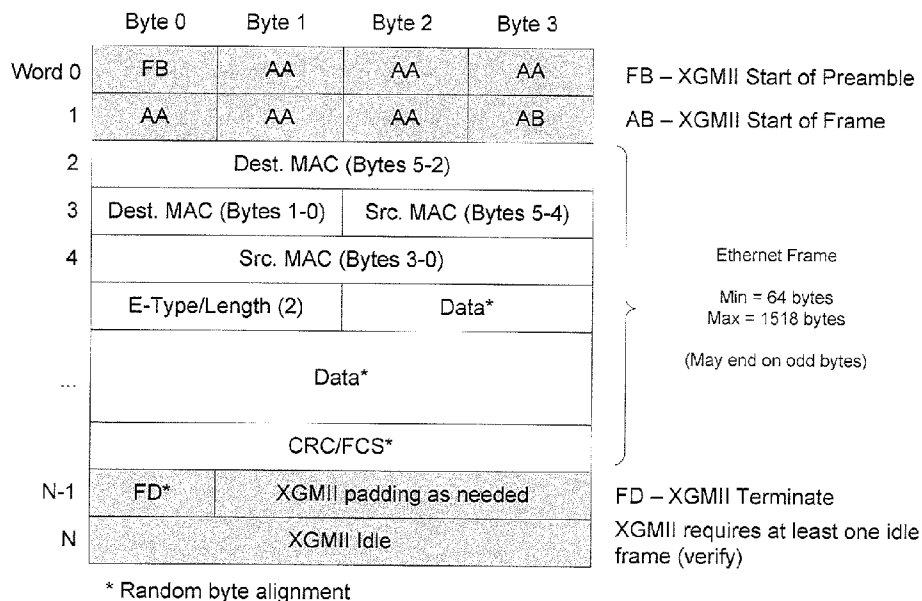 Byte 0 Byte 1 Byte 2 Byte 3
Word 0 FB AA AA AA FB – XGMII Start of Preamble
1 AA AA AA AB AB – XGMII Start of Frame
2 Dest. MAC (Bytes 5-2)
3 Dest. MAC (Bytes 1-0) Src. MAC (Bytes 5-4)
4 Src. MAC (Bytes 3-0)
Ethernet Frame
E-Type/Length (2) Data*
Min = 64 bytes
Max = 1518 bytes
(May end on odd bytes)
... Data*
CRC/FCS*
N-1 FD* XGMII padding as needed FD – XGMII Terminate
N XGMII Idle XGMII requires at least one idle
frame (verify)
* Random byte alignment